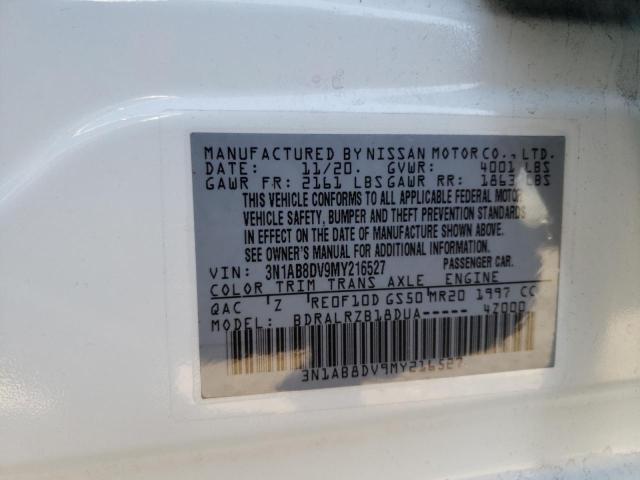 MANUFACTURED BY NISSAN MOTOR CO., LTD.
DATE: 11/20. GVWR: 4001 LBS
GAWR FR: 2161 LBS GAWR RR: 1863 LBS
THIS VEHICLE CONFORMS TO ALL APPLICABLE FEDERAL MOTOR
VEHICLE SAFETY, BUMPER AND THEFT PREVENTION STANDARDS
IN EFFECT ON THE DATE OF MANUFACTURE SHOWN ABOVE.
SEE OWNER'S MANUAL FOR ADDITIONAL INFORMATION.
VIN: 3N1AB8DV9MY216527 PASSENGER CAR.
COLOR TRIM TRANS AXLE ENGINE
QAC Z RE0F10D GS50 MR20 1997 CC
MODEL: BDRALRZB18DUA----- 4Z000
3N1AB8DV9MY216527